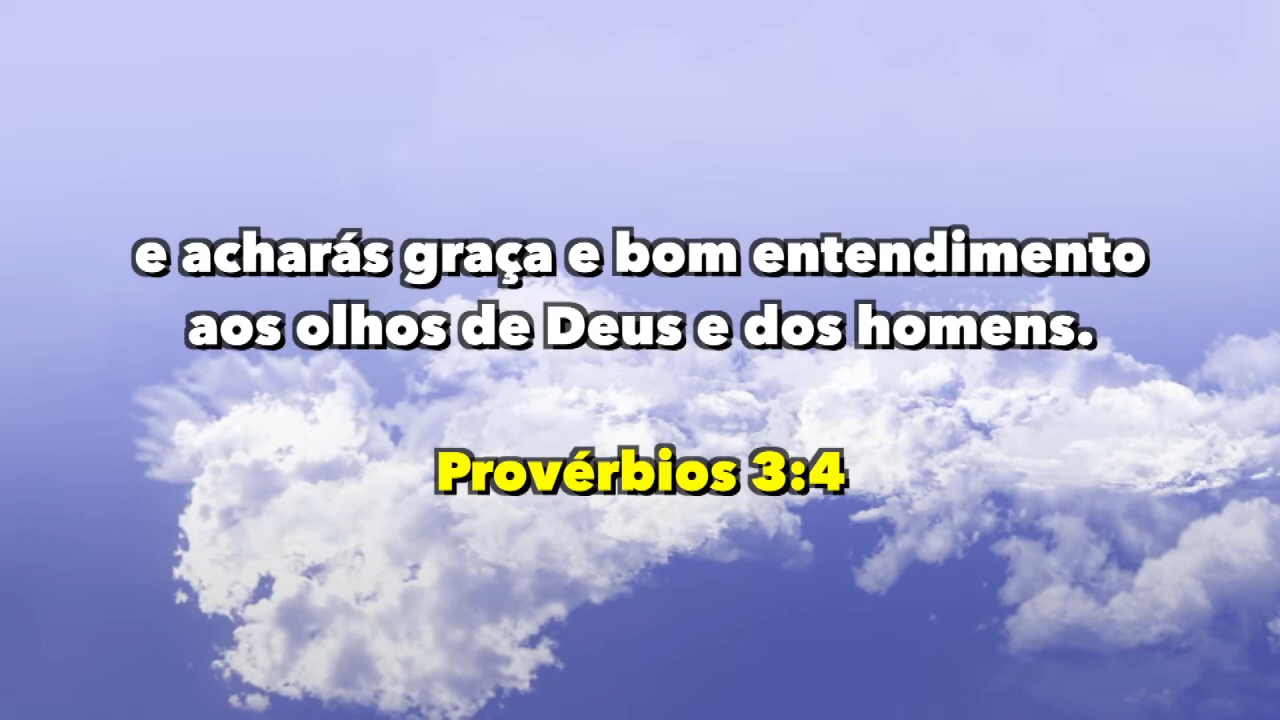 e acharás graça e bom entendimento
aos olhos de Deus e dos homens.
Provérbios 3:4